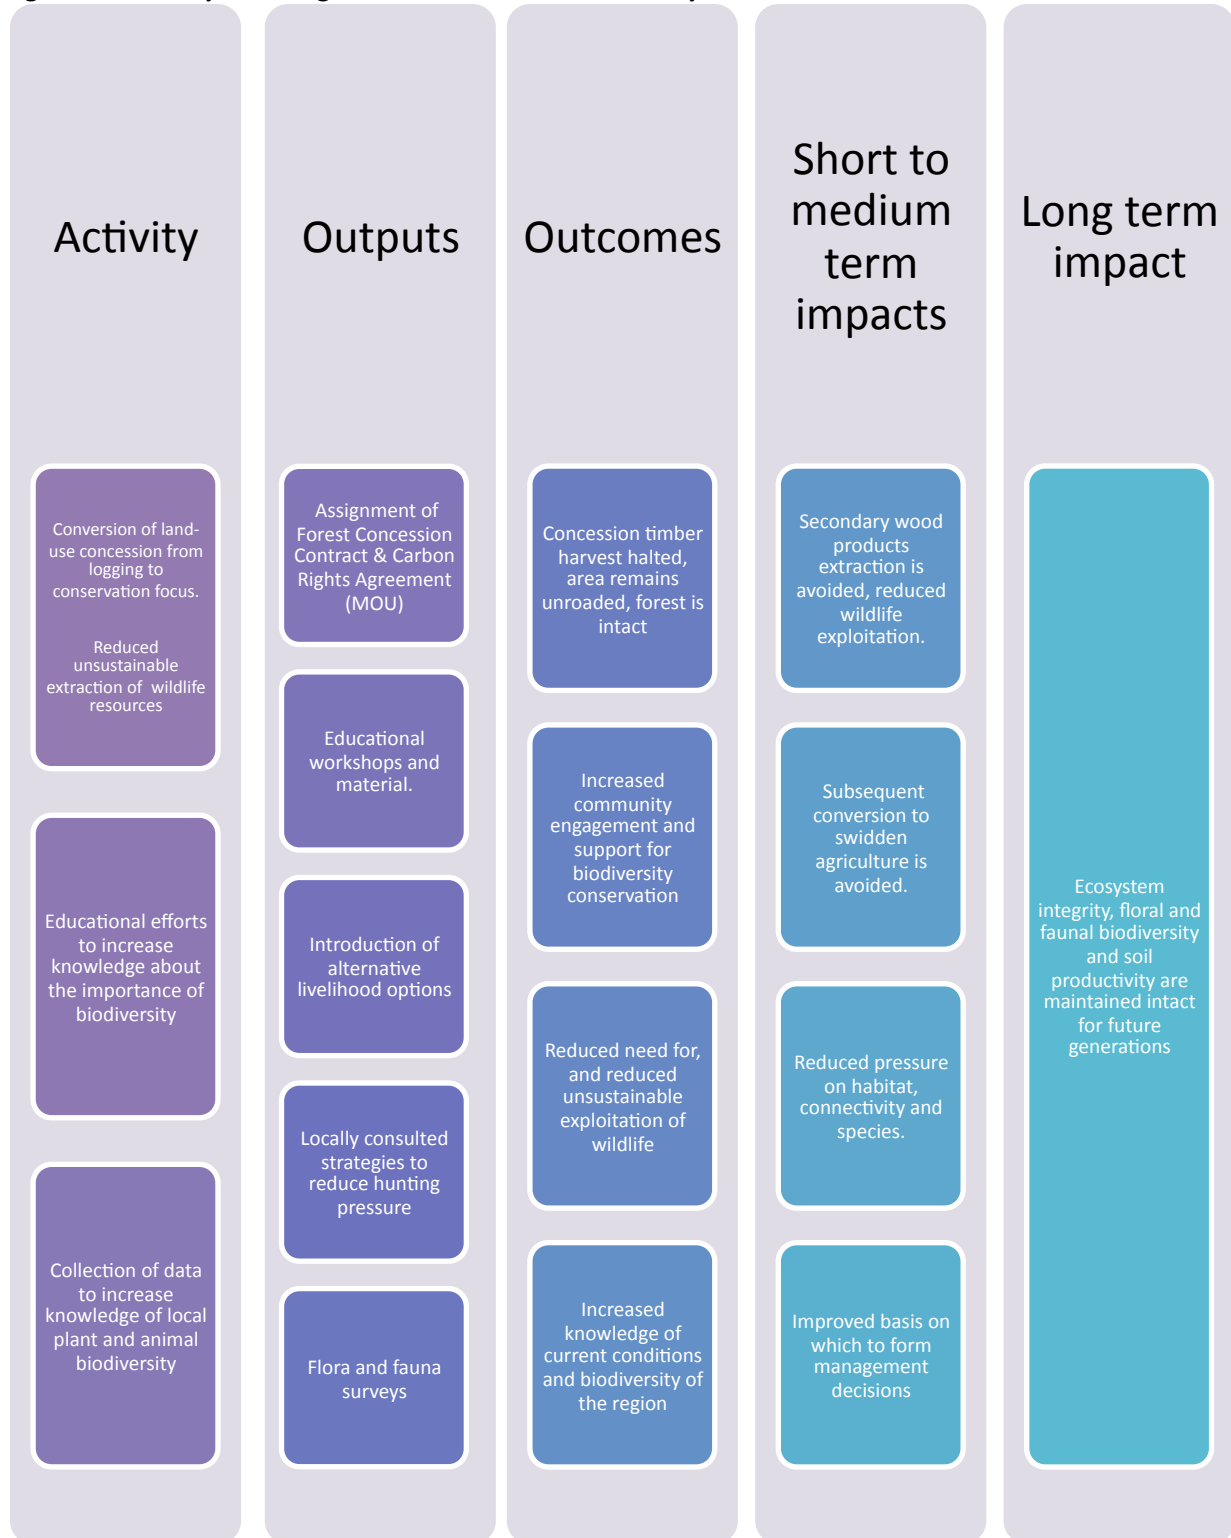 Activity
Conversion of land-
use concession from
logging to
conservation focus.
Reduced
unsustainable
extraction of wildlife
resources
Educational efforts
to increase
knowledge about
the importance of
biodiversity
Collection of data
to increase
knowledge of local
plant and animal
biodiversity
Outputs
Assignment of
Forest Concession
Contract & Carbon
Rights Agreement
(MOU)
Educational
workshops and
material.
Introduction of
alternative
livelihood options
Locally consulted
strategies to
reduce hunting
pressure
Flora and fauna
surveys
Outcomes
Concession timber
harvest halted,
area remains
unroaded, forest is
intact
Increased
community
engagement and
support for
biodiversity
conservation
Reduced need for,
and reduced
unsustainable
exploitation of
wildlife
Increased
knowledge of
current conditions
and biodiversity of
the region
Short to
medium
term
impacts
Secondary wood
products
extraction is
avoided, reduced
wildlife
exploitation.
Subsequent
conversion to
swidden
agriculture is
avoided.
Reduced pressure
on habitat,
connectivity and
species.
Improved basis on
which to form
management
decisions
Long term
impact
Ecosystem
integrity, floral and
faunal biodiversity
and soil
productivity are
maintained intact
for future
generations